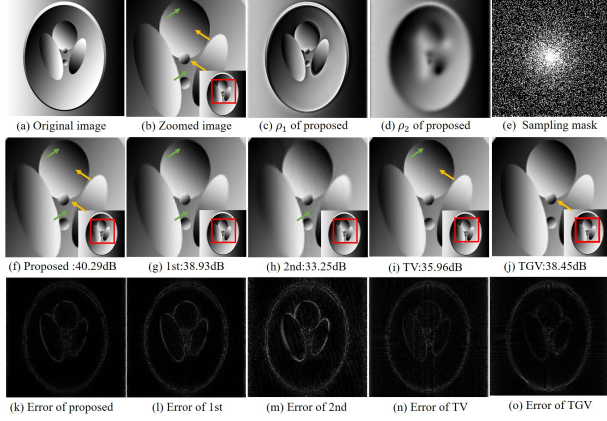 (a) Original image (b) Zoomed image (c) ρ₁ of proposed (d) ρ₂ of proposed (e) Sampling mask
(f) Proposed :40.29dB (g) 1st:38.93dB (h) 2nd:33.25dB (i) TV:35.96dB (j) TGV:38.45dB
(k) Error of proposed (l) Error of 1st (m) Error of 2nd (n) Error of TV (o) Error of TGV